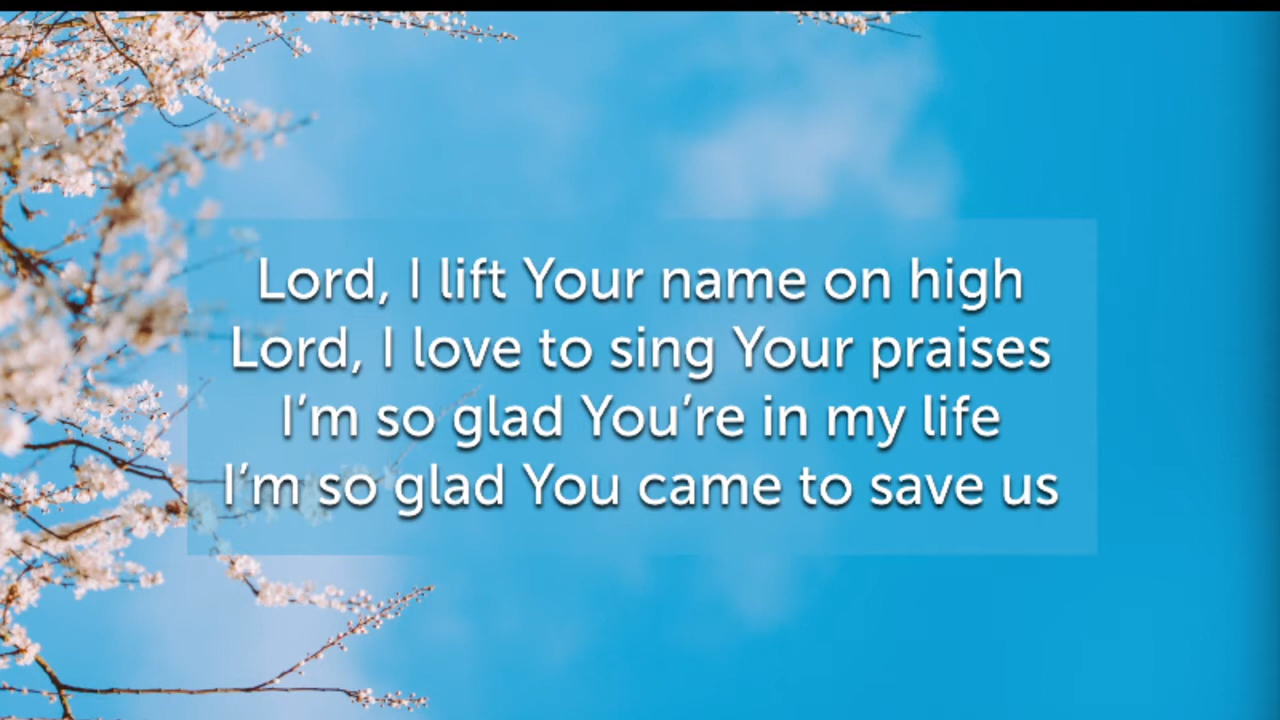 Lord, I lift Your name on high
Lord, I love to sing Your praises
I’m so glad You’re in my life
I’m so glad You came to save us